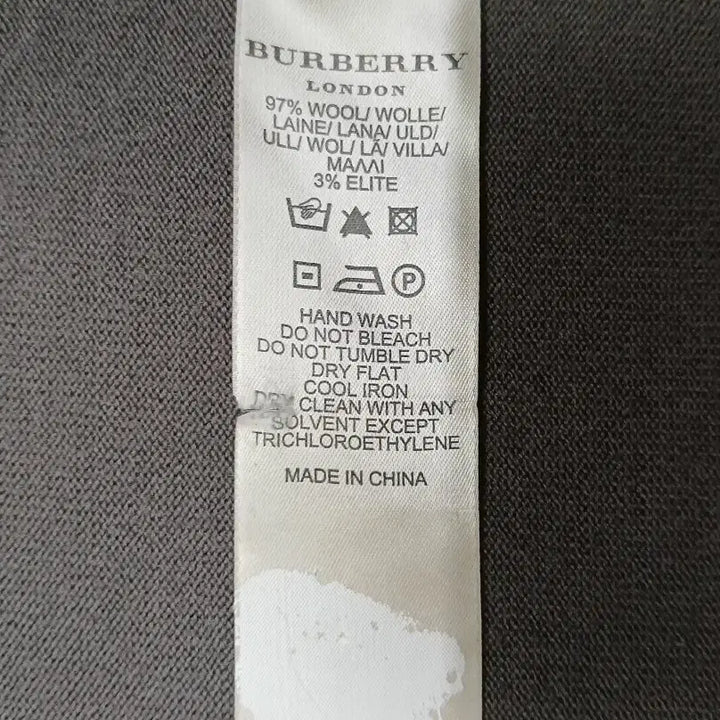 BURBERRY
LONDON
97% WOOL/ WOLLE/
LAINE/ LANA/ ULD/
ULL/ WOL/ LÃ/ VILLA/
ΜΑΛΛΙ
3% ELITE
P
HAND WASH
DO NOT BLEACH
DO NOT TUMBLE DRY
DRY FLAT
COOL IRON
DRY CLEAN WITH ANY
SOLVENT EXCEPT
TRICHLOROETHYLENE
MADE IN CHINA